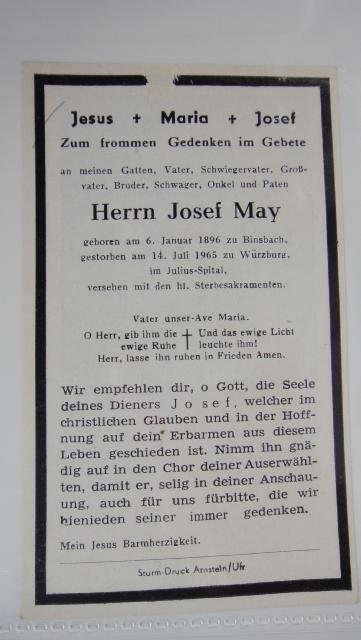 Jesus + Maria + Josef
Zum frommen Gedenken im Gebete
an meinen Gatten, Vater, Schwiegervater, Groß-
vater, Bruder, Schwager, Onkel und Paten
Herrn Josef May
geboren am 6. Januar 1896 zu Binsbach,
gestorben am 14. Juli 1965 zu Würzburg,
im Julius-Spital,
versehen mit den hl. Sterbesakramenten.
Vater unser-Ave Maria.
O Herr, gib ihm die † Und das ewige Licht
ewige Ruhe leuchte ihm!
Herr, lasse ihn ruhen in Frieden Amen.
Wir empfehlen dir, o Gott, die Seele
deines Dieners Josef, welcher im
christlichen Glauben und in der Hoff-
nung auf dein Erbarmen aus diesem
Leben geschieden ist. Nimm ihn gnä-
dig auf in den Chor deiner Auserwähl-
ten, damit er, selig in deiner Anschau-
ung, auch für uns fürbitte, die wir
hienieden seiner immer gedenken.
Mein Jesus Barmherzigkeit.
Sturm-Druck Arnstein/Ufr